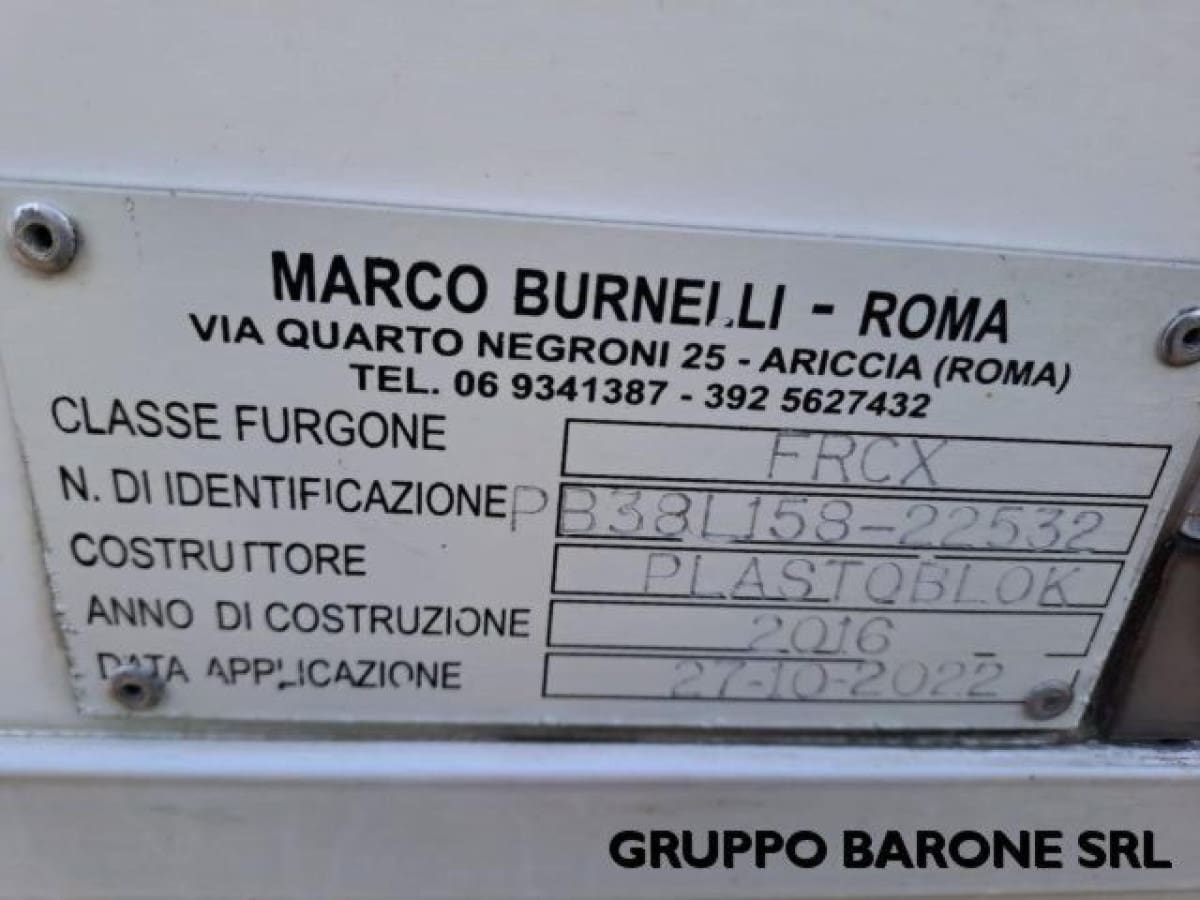 MARCO BURNELLI - ROMA
VIA QUARTO NEGRONI 25 - ARICCIA (ROMA)
TEL. 06 9341387 - 392 5627432
CLASSE FURGONE FRCX
N. DI IDENTIFICAZIONE PB38L158-22532
COSTRUTTORE PLASTOBLOK
ANNO DI COSTRUZIONE 2016
DATA APPLICAZIONE 27-10-2022
GRUPPO BARONE SRL